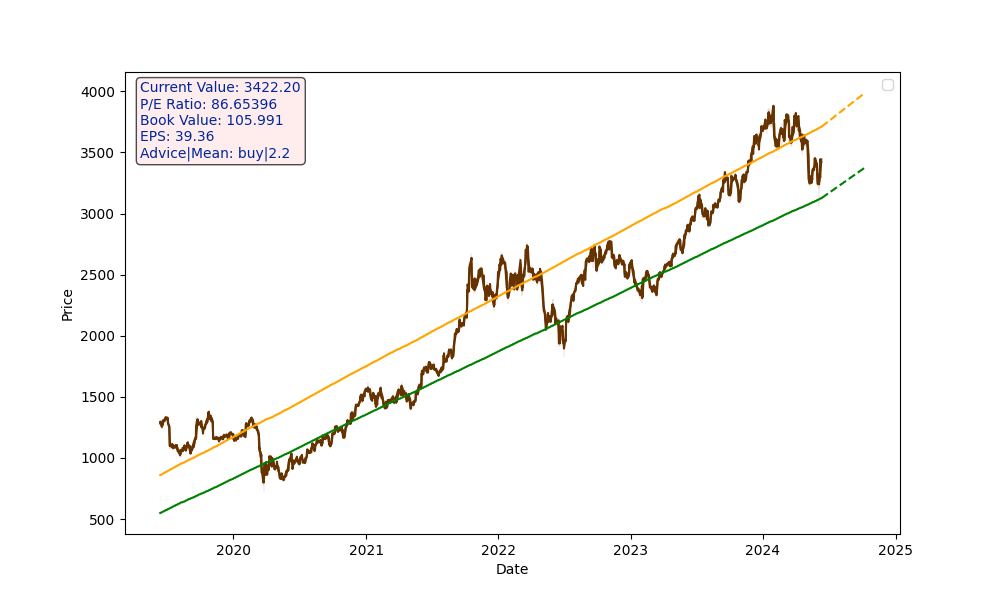 Current Value: 3422.20
P/E Ratio: 86.65396
Book Value: 105.991
EPS: 39.36
Advice|Mean: buy|2.2
4000
3500
3000
2500
2000
1500
1000
500
Price
2020
2021
2022
2023
2024
2025
Date